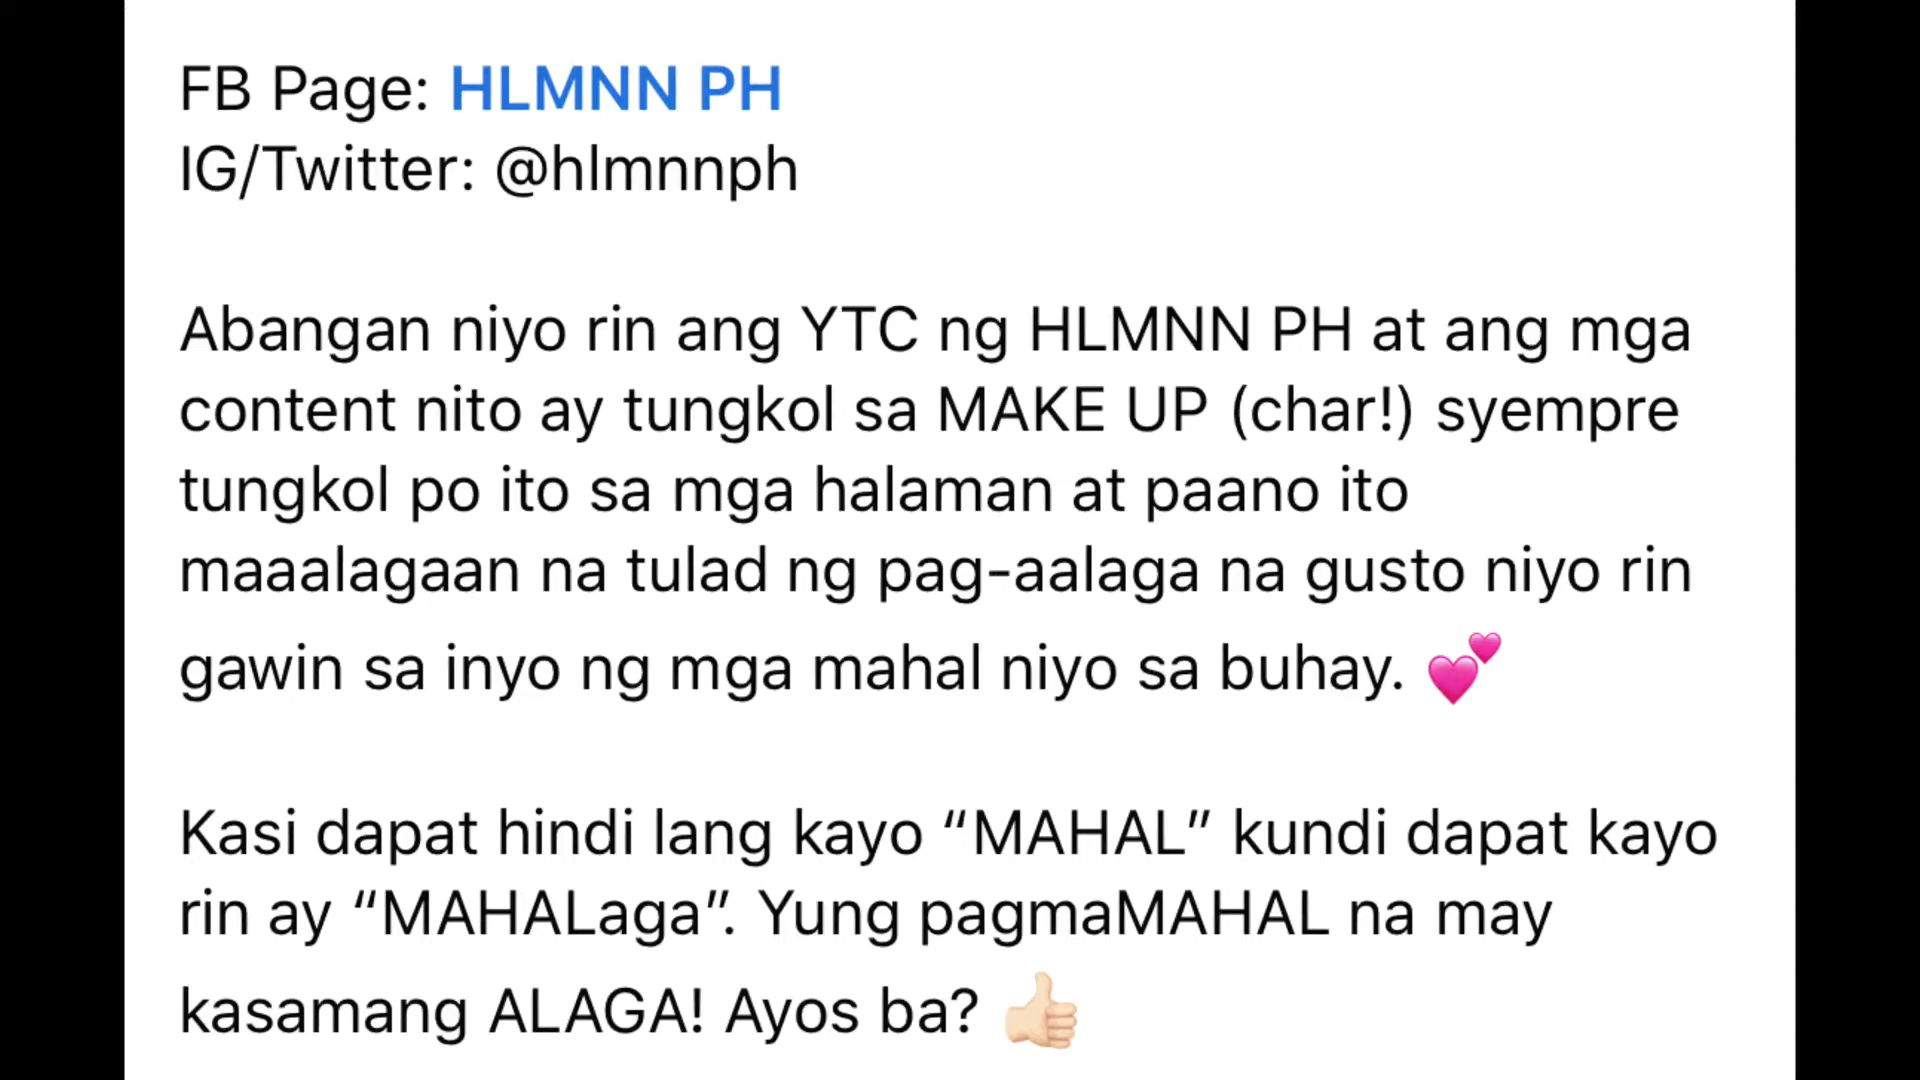 FB Page: HLMNN PH
IG/Twitter: @hlmnnph
Abangan niyo rin ang YTC ng HLMNN PH at ang mga
content nito ay tungkol sa MAKE UP (char!) syempre
tungkol po ito sa mga halaman at paano ito
maaalagaan na tulad ng pag-aalaga na gusto niyo rin
gawin sa inyo ng mga mahal niyo sa buhay. 💕
Kasi dapat hindi lang kayo “MAHAL” kundi dapat kayo
rin ay “MAHALaga”. Yung pagmaMAHAL na may
kasamang ALAGA! Ayos ba? 👍🏻